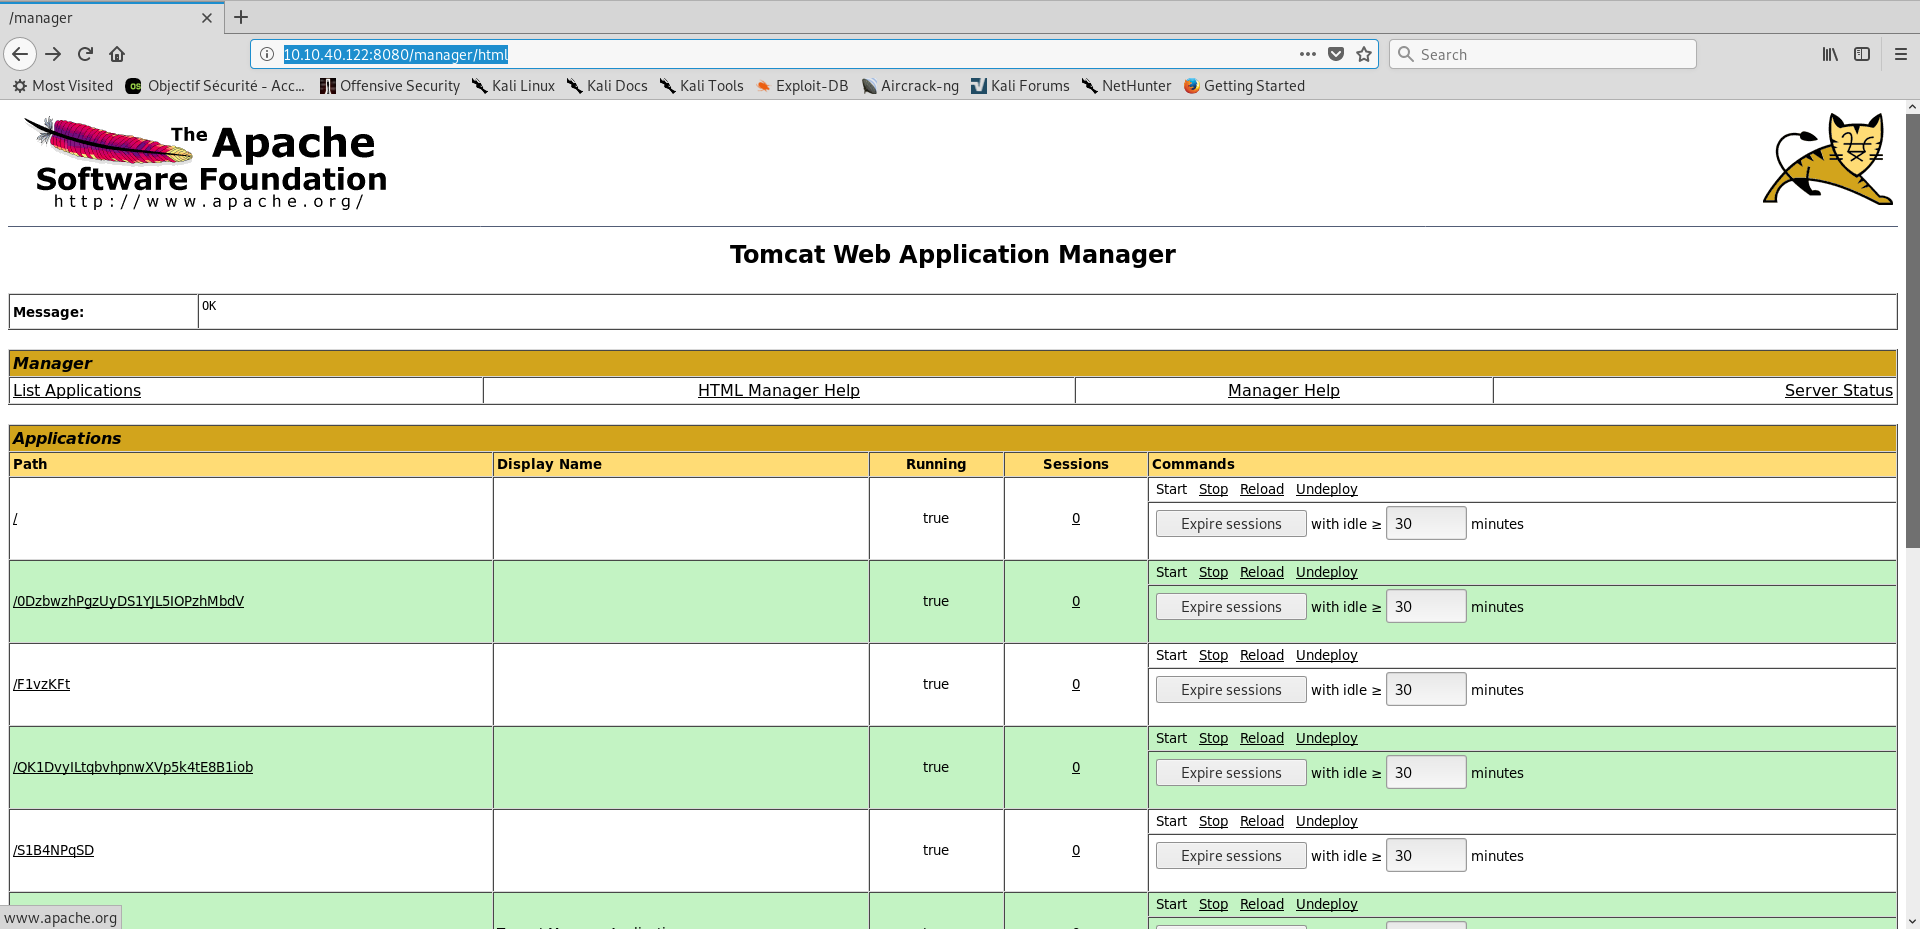 /manager
10.10.40.122:8080/manager/html
Search
Most Visited Objectif Sécurité - Acc... Offensive Security Kali Linux Kali Docs Kali Tools Exploit-DB Aircrack-ng Kali Forums NetHunter Getting Started
The Apache
Software Foundation
http://www.apache.org/
Tomcat Web Application Manager
Message: OK
Manager
List Applications HTML Manager Help Manager Help Server Status
Applications
Path Display Name Running Sessions Commands
Start Stop Reload Undeploy
/ true 0
Expire sessions with idle ≥ 30 minutes
Start Stop Reload Undeploy
/0DzbwzhPgzUyDS1YJL5IOPzhMbdV true 0
Expire sessions with idle ≥ 30 minutes
Start Stop Reload Undeploy
/F1vzKFt true 0
Expire sessions with idle ≥ 30 minutes
Start Stop Reload Undeploy
/QK1DvyILtqbvhpnwXVp5k4tE8B1iob true 0
Expire sessions with idle ≥ 30 minutes
Start Stop Reload Undeploy
/S1B4NPqSD true 0
Expire sessions with idle ≥ 30 minutes
Start Stop Reload Undeploy
www.apache.org